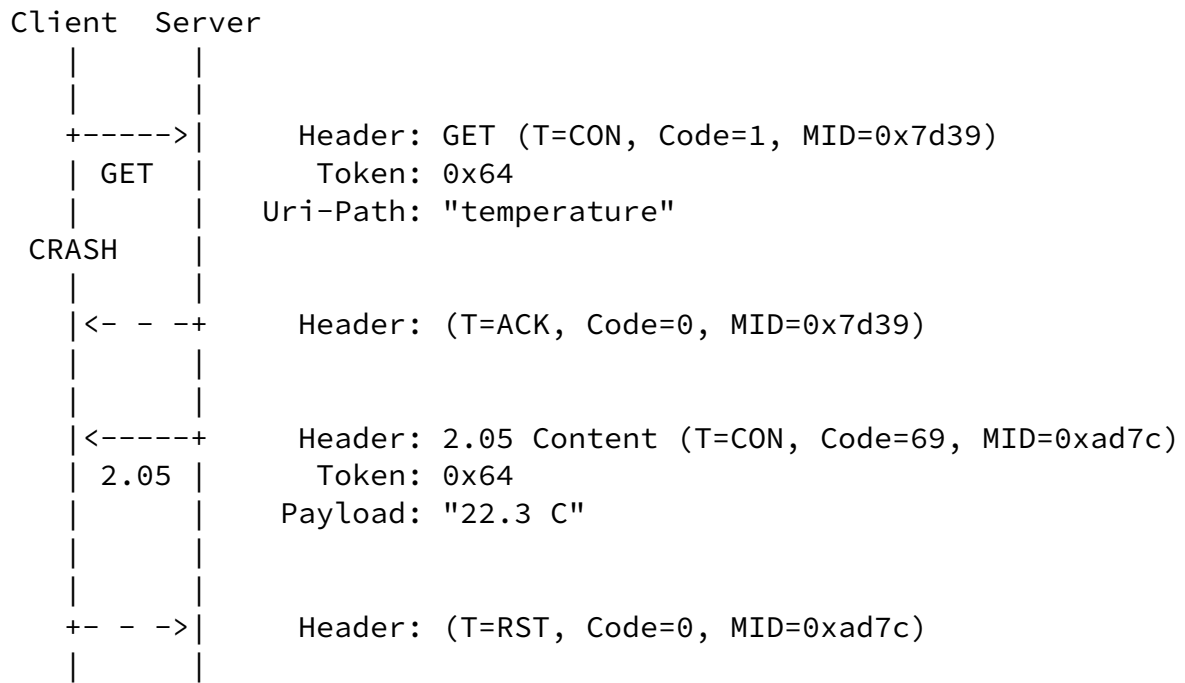 Client  Server
   |      |
   |      |
   +----->|     Header: GET (T=CON, Code=1, MID=0x7d39)
   | GET  |      Token: 0x64
   |      |   Uri-Path: "temperature"
 CRASH    |
   |      |
   |<- - -+     Header: (T=ACK, Code=0, MID=0x7d39)
   |      |
   |      |
   |<-----+     Header: 2.05 Content (T=CON, Code=69, MID=0xad7c)
   | 2.05 |      Token: 0x64
   |      |    Payload: "22.3 C"
   |      |
   |      |
   +- - ->|     Header: (T=RST, Code=0, MID=0xad7c)
   |      |